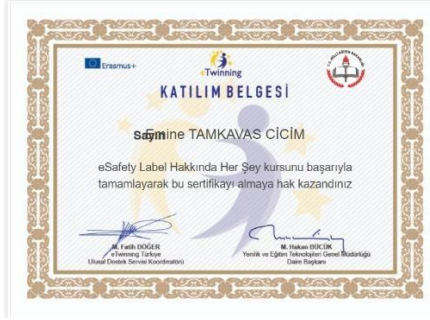 Erasmus+
eTwinning
KATILIM BELGESİ
Sayın Emine TAMKAVAS CİCİM
eSafety Label Hakkında Her Şey kursunu başarıyla
tamamlayarak bu sertifikayı almaya hak kazandınız
M. Fatih DÖĞER
eTwinning Türkiye
Ulusal Destek Servisi Koordinatörü
M. Hakan BÜCÜK
Yenilik ve Eğitim Teknolojileri Genel Müdürlüğü
Daire Başkanı